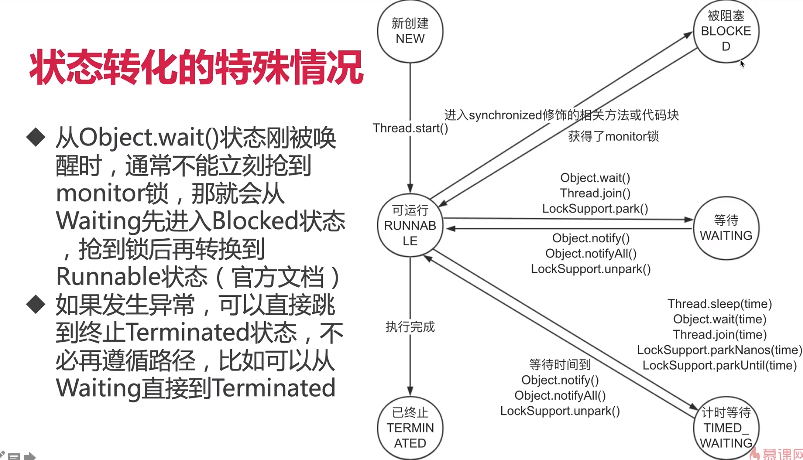 状态转化的特殊情况
◆ 从Object.wait()状态刚被唤
醒时，通常不能立刻抢到
monitor锁，那就会从
Waiting先进入Blocked状态
，抢到锁后再转换到
Runnable状态（官方文档）
◆ 如果发生异常，可以直接跳
到终止Terminated状态，不
必再遵循路径，比如可以从
Waiting直接到Terminated
新创建
NEW
被阻塞
BLOCKE
D
Thread.start()
进入synchronized修饰的相关方法或代码块
获得了monitor锁
可运行
RUNNAB
LE
Object.wait()
Thread.join()
LockSupport.park()
Object.notify()
Object.notifyAll()
LockSupport.unpark()
等待
WAITING
执行完成
Thread.sleep(time)
Object.wait(time)
Thread.join(time)
LockSupport.parkNanos(time)
LockSupport.parkUntil(time)
等待时间到
Object.notify()
Object.notifyAll()
LockSupport.unpark()
已终止
TERMIN
ATED
计时等待
TIMED_
WAITING
慕课网